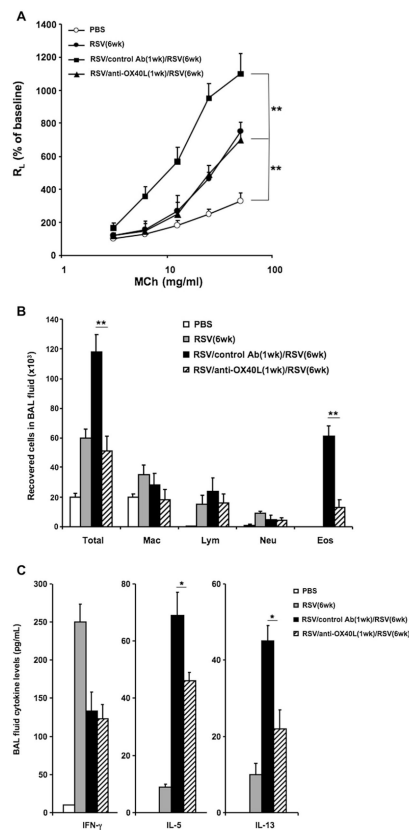 A
PBS
RSV(6wk)
RSV/control Ab(1wk)/RSV(6wk)
RSV/anti-OX40L(1wk)/RSV(6wk)
R_L (% of baseline)
1400
1200
1000
800
600
400
200
0
**
**
1 10 100
MCh (mg/ml)
B
PBS
RSV(6wk)
RSV/control Ab(1wk)/RSV(6wk)
RSV/anti-OX40L(1wk)/RSV(6wk)
Recovered cells in BAL fluid (x10³)
140
120
100
80
60
40
20
0
**
**
Total Mac Lym Neu Eos
C
PBS
RSV(6wk)
RSV/control Ab(1wk)/RSV(6wk)
RSV/anti-OX40L(1wk)/RSV(6wk)
BAL fluid cytokine levels (pg/mL)
300
250
200
150
100
50
0
IFN-γ
80
60
40
20
0
*
IL-5
60
40
20
0
*
IL-13